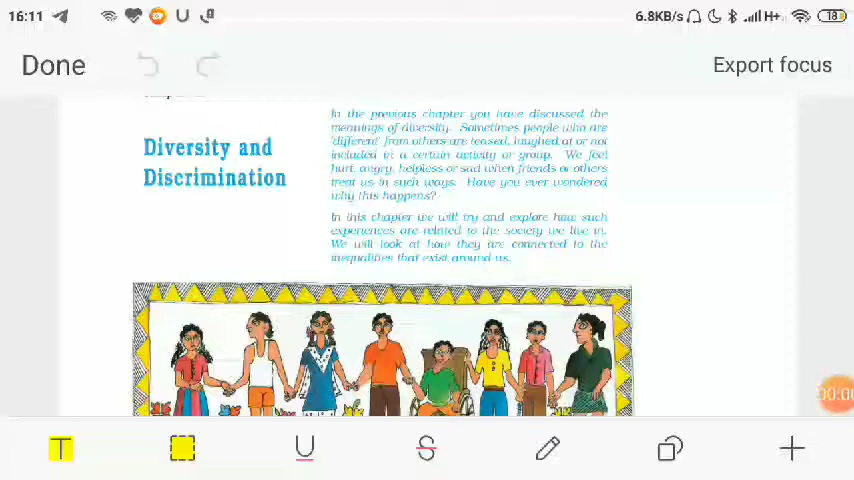 16:11
6.8KB/s
H+
18
Done
Export focus
Diversity and
Discrimination
In the previous chapter you have discussed the
meanings of diversity. Sometimes people who are
'different' from others are teased, laughed at or not
included in a certain activity or group. We feel
hurt, angry, helpless or sad when friends or others
treat us in such ways. Have you ever wondered
why this happens?
In this chapter we will try and explore how such
experiences are related to the society we live in.
We will look at how they are connected to the
inequalities that exist around us.
T
U
S